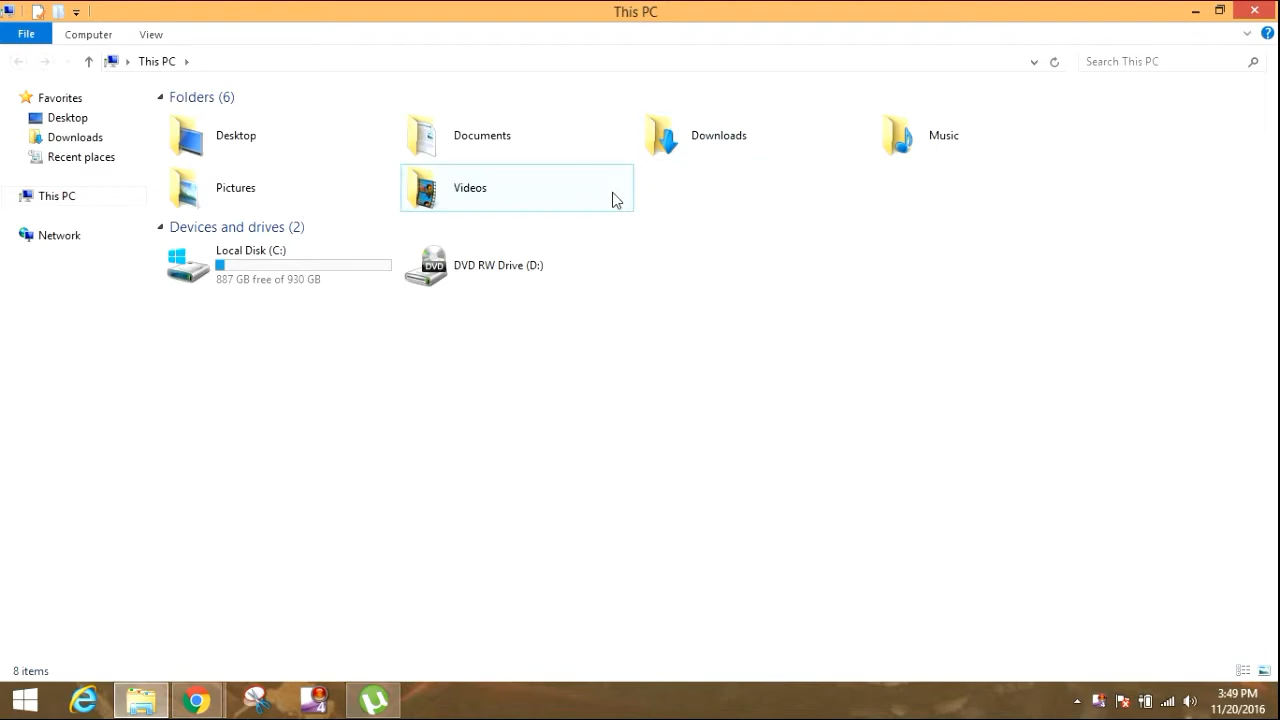 This PC
File Computer View
This PC
Search This PC
Favorites
Desktop
Downloads
Recent places
This PC
Network
Folders (6)
Desktop Documents Downloads Music
Pictures Videos
Devices and drives (2)
Local Disk (C:)
887 GB free of 930 GB
DVD
DVD RW Drive (D:)
8 items
4
3:49 PM
11/20/2016